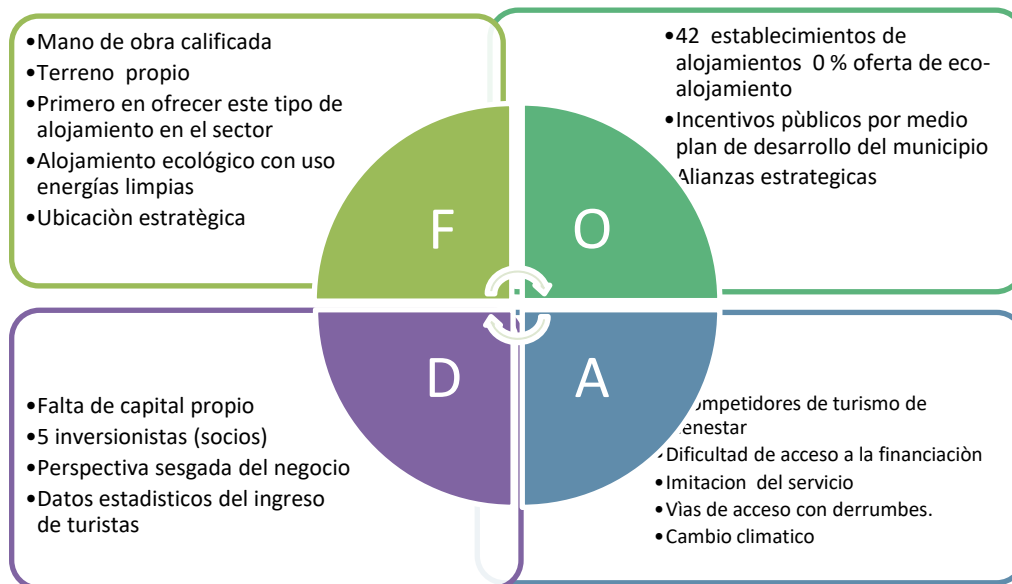 •Mano de obra calificada
•Terreno propio
•Primero en ofrecer este tipo de
alojamiento en el sector
•Alojamiento ecológico con uso
energías limpias
•Ubicaciòn estratègica
•42 establecimientos de
alojamientos 0 % oferta de eco-
alojamiento
•Incentivos pùblicos por medio
plan de desarrollo del municipio
Alianzas estrategicas
F
O
D
A
•Falta de capital propio
•5 inversionistas (socios)
•Perspectiva sesgada del negocio
•Datos estadisticos del ingreso
de turistas
ompetidores de turismo de
enestar
•Dificultad de acceso a la financiaciòn
•Imitacion del servicio
•Vìas de acceso con derrumbes.
•Cambio climatico